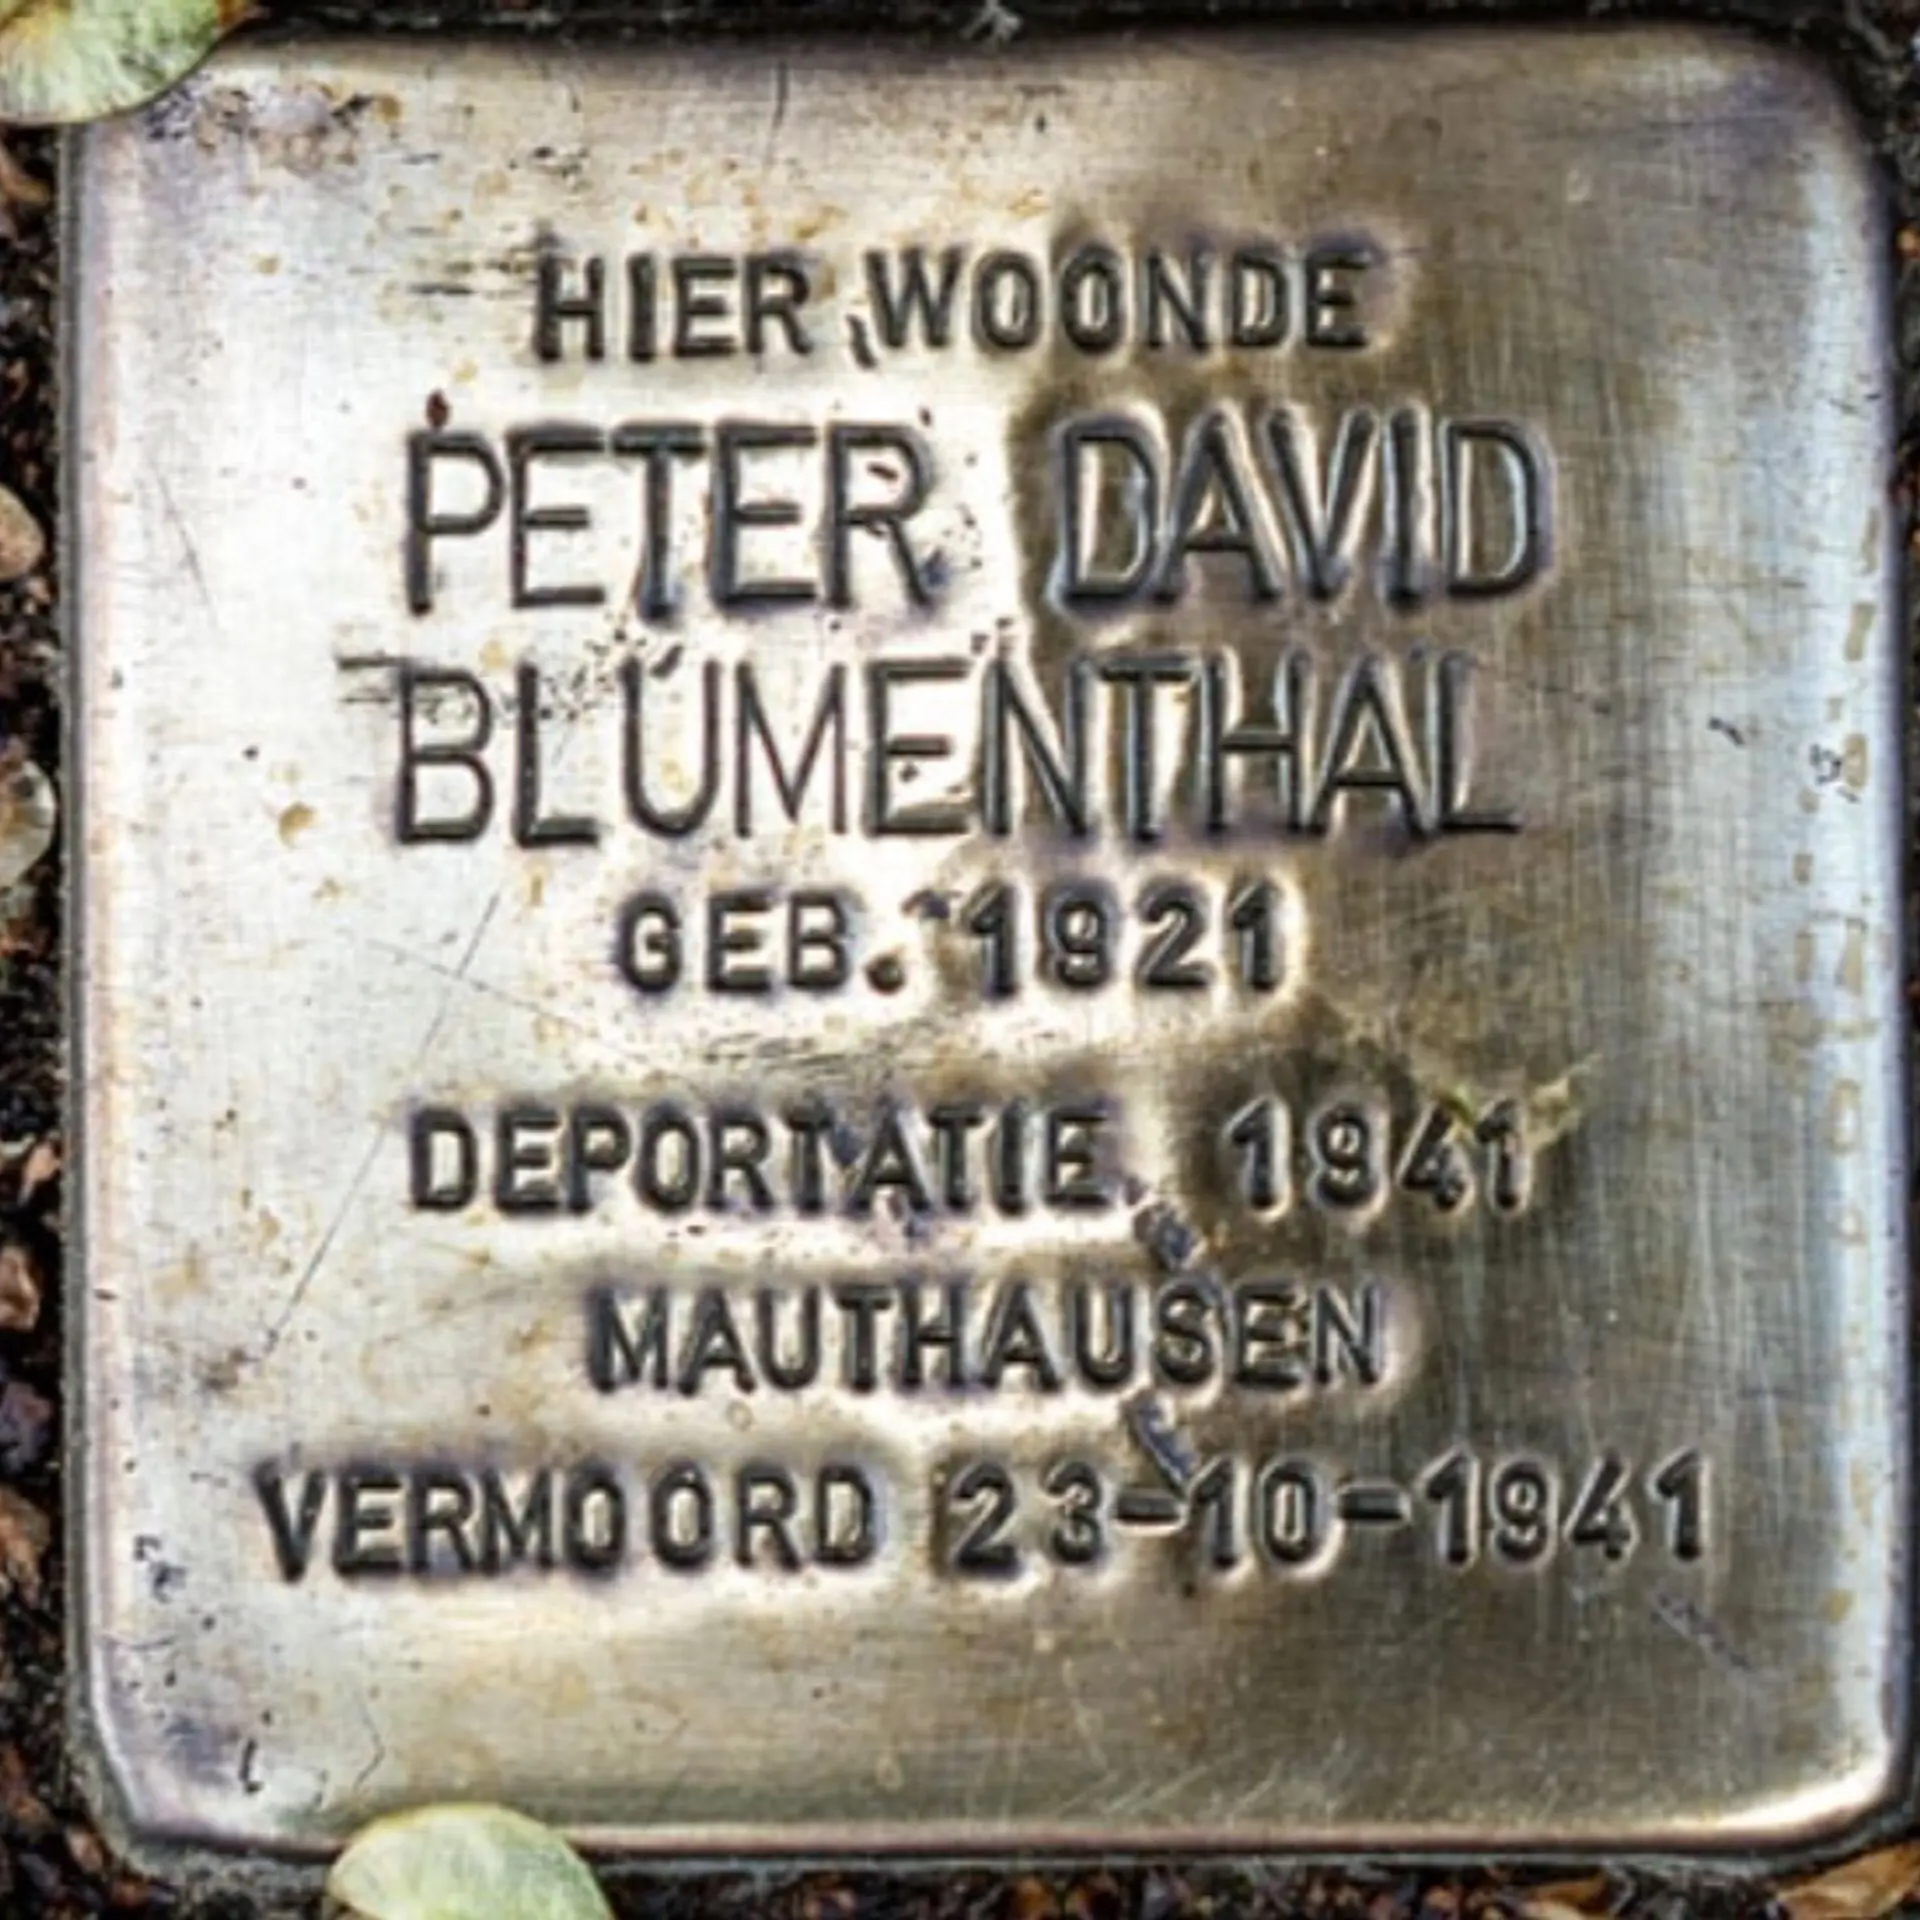 HIER WOONDE
PETER DAVID
BLUMENTHAL
GEB. 1921
DEPORTATIE 1941
MAUTHAUSEN
VERMOORD 23-10-1941